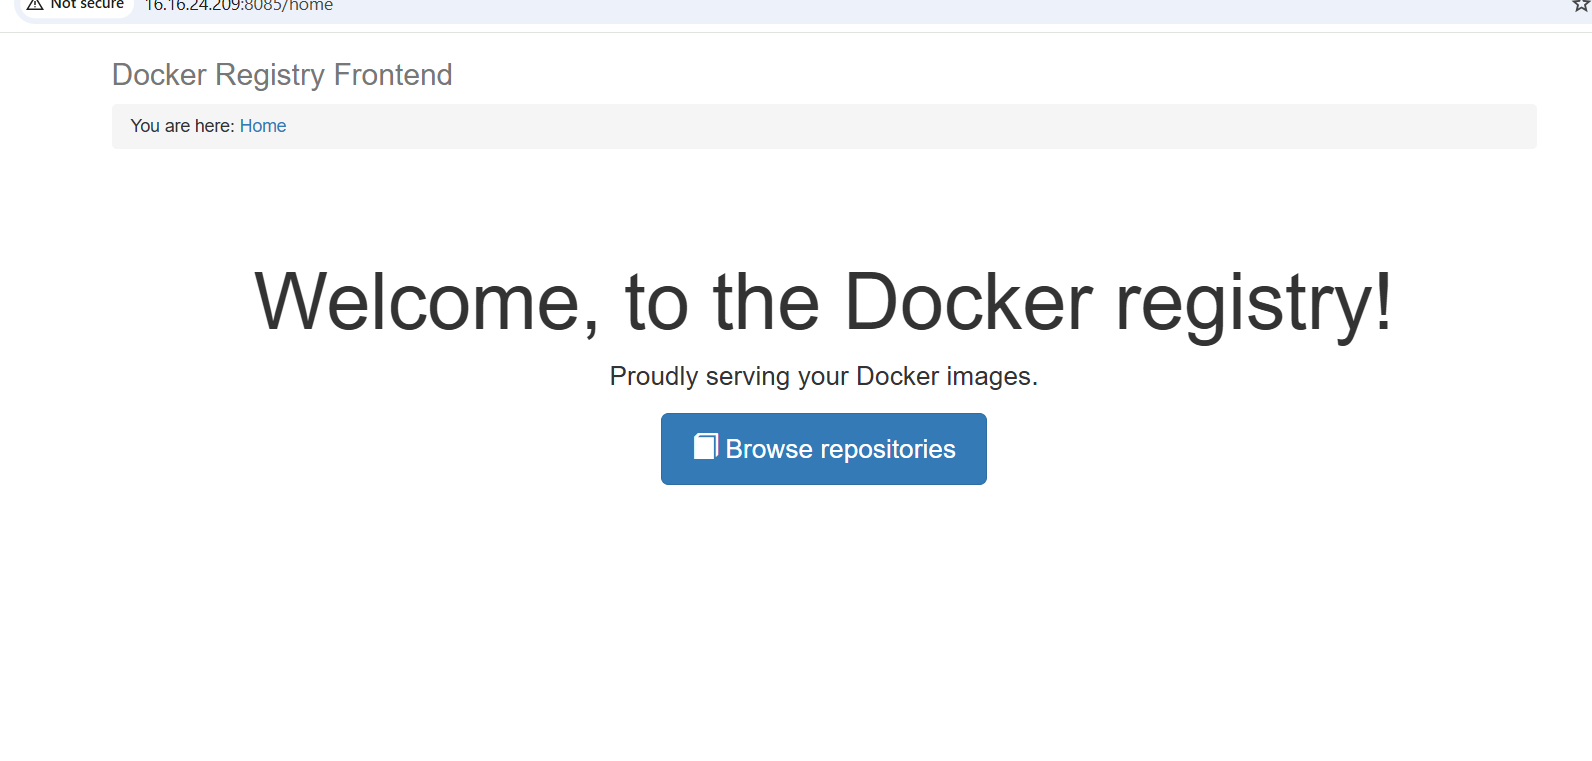 Not secure 16.16.24.209:8085/home
Docker Registry Frontend
You are here: Home
Welcome, to the Docker registry!
Proudly serving your Docker images.
Browse repositories